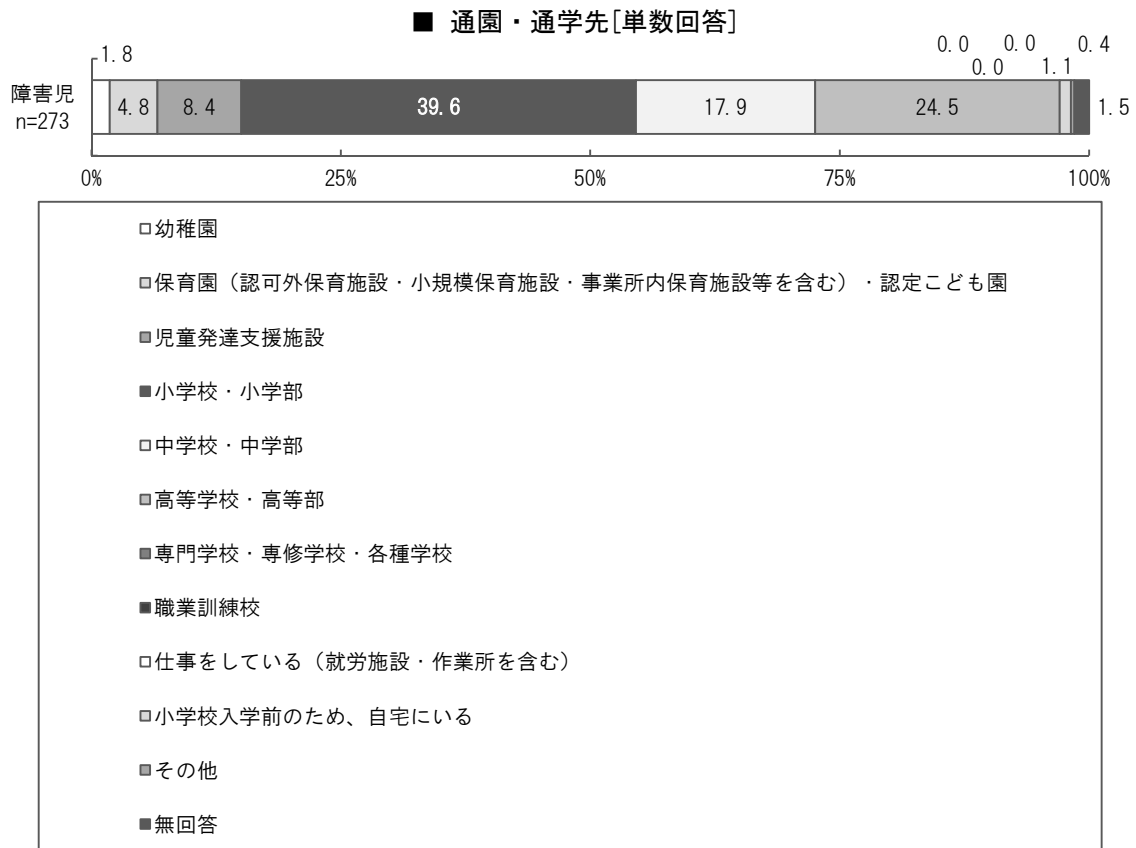 ■ 通園・通学先[単数回答]
0.0 0.0 0.4
1.8 0.0 1.1
障害児
n=273
4.8 8.4 39.6 17.9 24.5 1.5
0% 25% 50% 75% 100%
幼稚園
保育園（認可外保育施設・小規模保育施設・事業所内保育施設等を含む）・認定こども園
児童発達支援施設
小学校・小学部
中学校・中学部
高等学校・高等部
専門学校・専修学校・各種学校
職業訓練校
仕事をしている（就労施設・作業所を含む）
小学校入学前のため、自宅にいる
その他
無回答